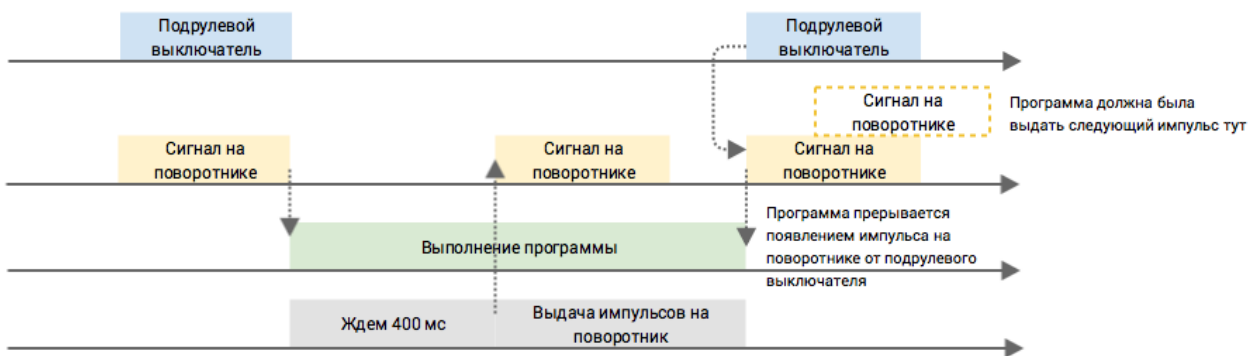 Подрулевой
выключатель
Подрулевой
выключатель
Сигнал на
поворотнике
Программа должна была
выдать следующий импульс тут
Сигнал на
поворотнике
Сигнал на
поворотнике
Сигнал на
поворотнике
Выполнение программы
Программа прерывается
появлением импульса на
поворотнике от подрулевого
выключателя
Ждем 400 мс
Выдача импульсов на
поворотник